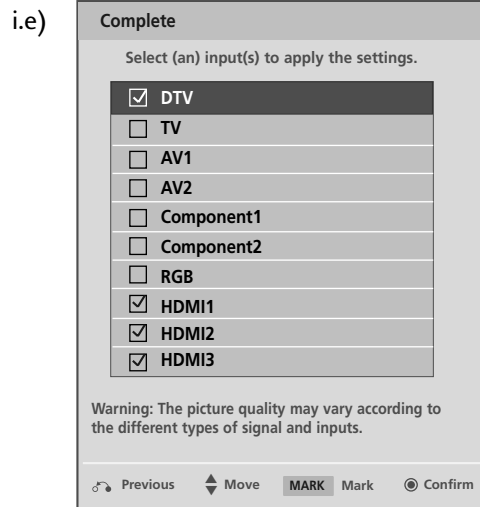 i.e)
Complete
Select (an) input(s) to apply the settings.
DTV
TV
AV1
AV2
Component1
Component2
RGB
HDMI1
HDMI2
HDMI3
Warning: The picture quality may vary according to
the different types of signal and inputs.
Previous Move MARK Mark Confirm